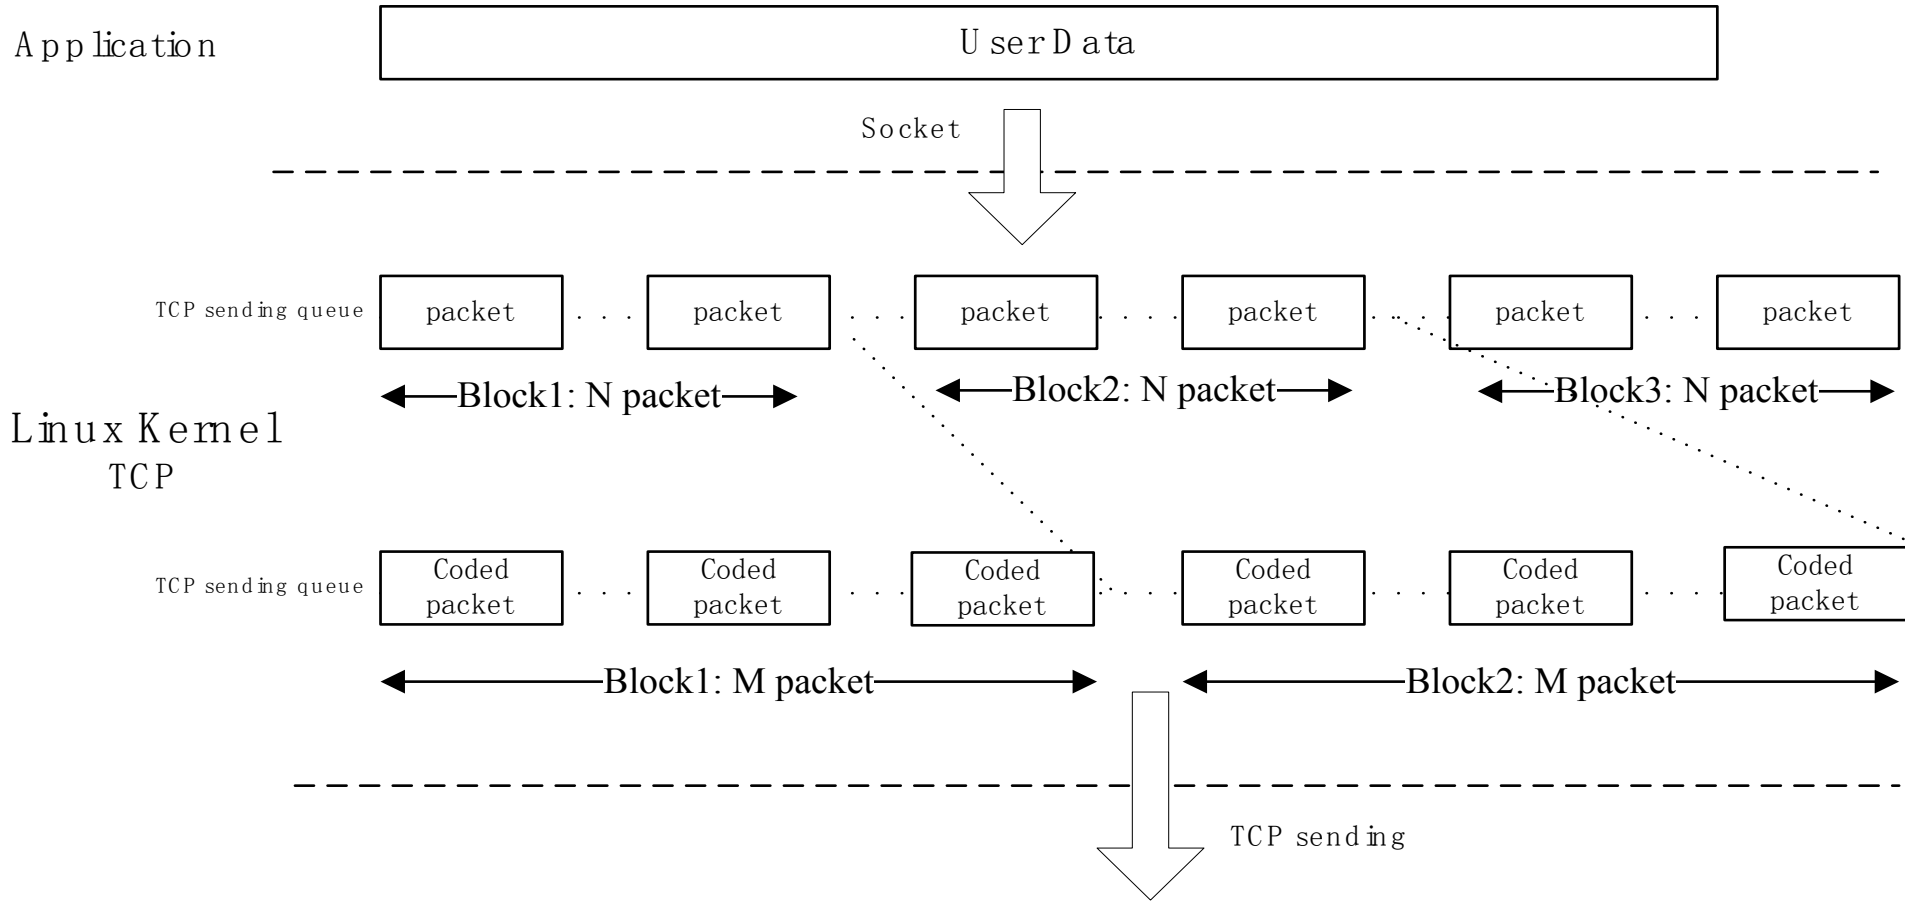 Application
User Data
Socket
TCP sending queue
packet
packet
packet
packet
packet
packet
Block1: N packet
Block2: N packet
Block3: N packet
Linux Kernel
TCP
TCP sending queue
Coded
packet
Coded
packet
Coded
packet
Coded
packet
Coded
packet
Coded
packet
Block1: M packet
Block2: M packet
TCP sending